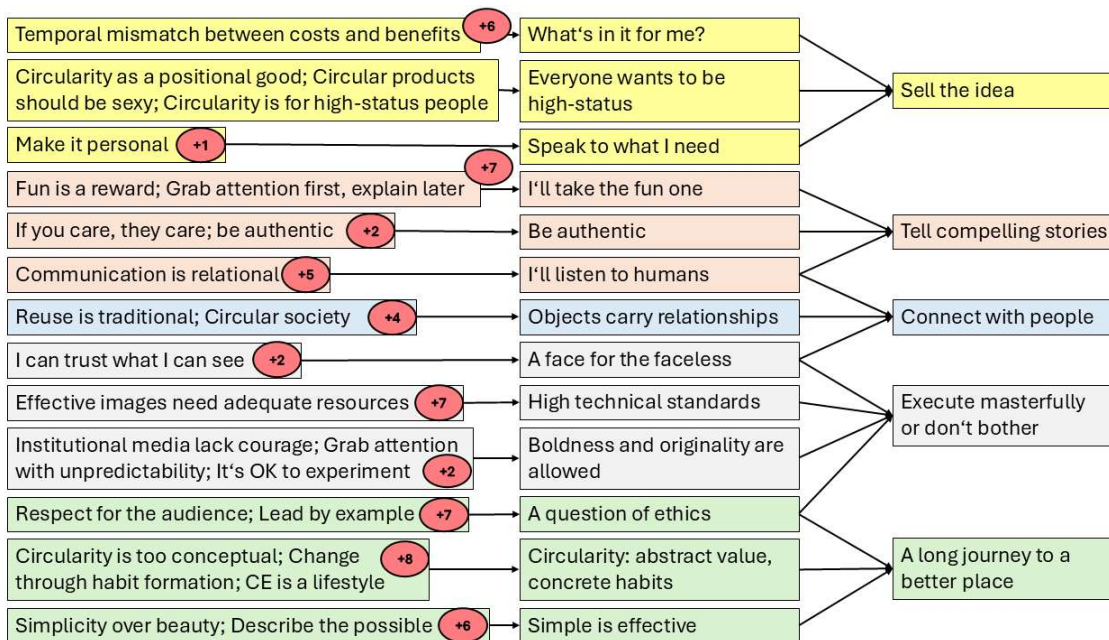 Temporal mismatch between costs and benefits
+6
What‘s in it for me?
Circularity as a positional good; Circular products
should be sexy; Circularity is for high-status people
Everyone wants to be
high-status
Sell the idea
Make it personal
+1
Speak to what I need
Fun is a reward; Grab attention first, explain later
+7
I‘ll take the fun one
If you care, they care; be authentic
+2
Be authentic
Tell compelling stories
Communication is relational
+5
I‘ll listen to humans
Reuse is traditional; Circular society
+4
Objects carry relationships
Connect with people
I can trust what I can see
+2
A face for the faceless
Effective images need adequate resources
+7
High technical standards
Execute masterfully
or don‘t bother
Institutional media lack courage; Grab attention
with unpredictability; It‘s OK to experiment
+2
Boldness and originality are
allowed
Respect for the audience; Lead by example
+7
A question of ethics
Circularity is too conceptual; Change
through habit formation; CE is a lifestyle
+8
Circularity: abstract value,
concrete habits
A long journey to a
better place
Simplicity over beauty; Describe the possible
+6
Simple is effective